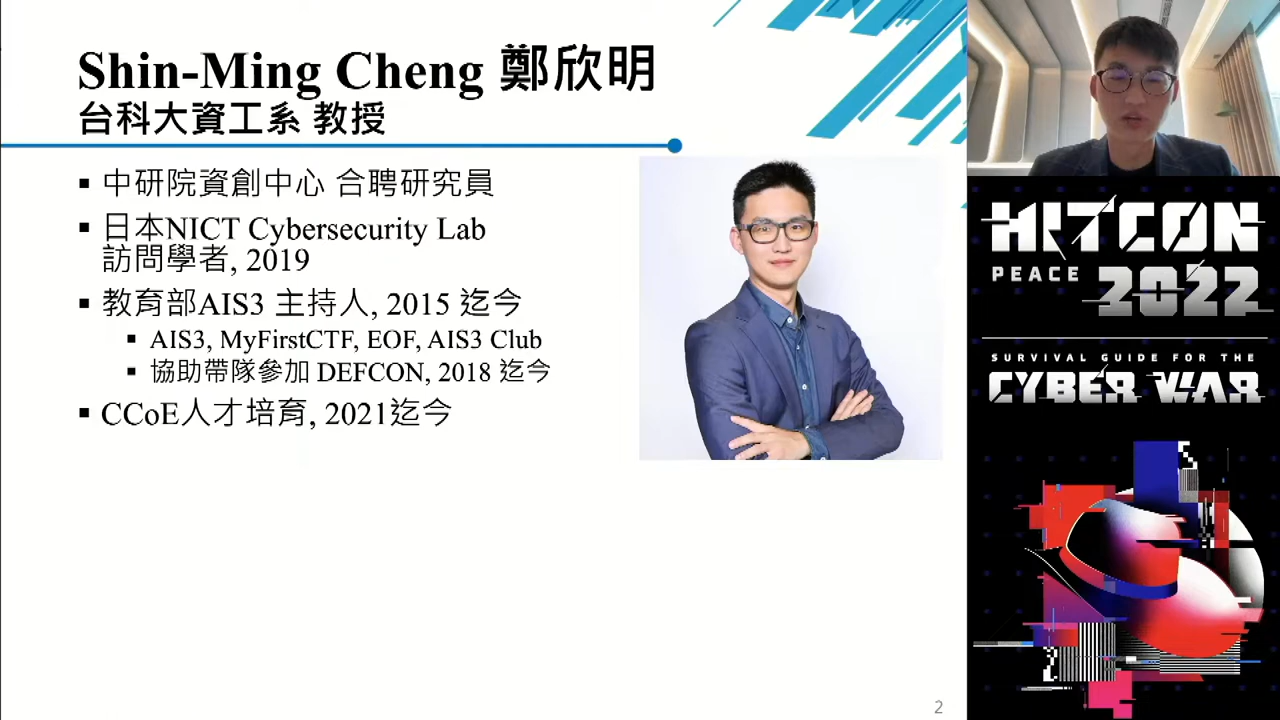 Shin-Ming Cheng 鄭欣明
台科大資工系 教授
▪ 中研院資創中心 合聘研究員
▪ 日本NICT Cybersecurity Lab
訪問學者, 2019
▪ 教育部AIS3 主持人, 2015 迄今
▪ AIS3, MyFirstCTF, EOF, AIS3 Club
▪ 協助帶隊參加 DEFCON, 2018 迄今
▪ CCoE人才培育, 2021迄今
2
HITCON
PEACE 2022
SURVIVAL GUIDE FOR THE
CYBER WAR